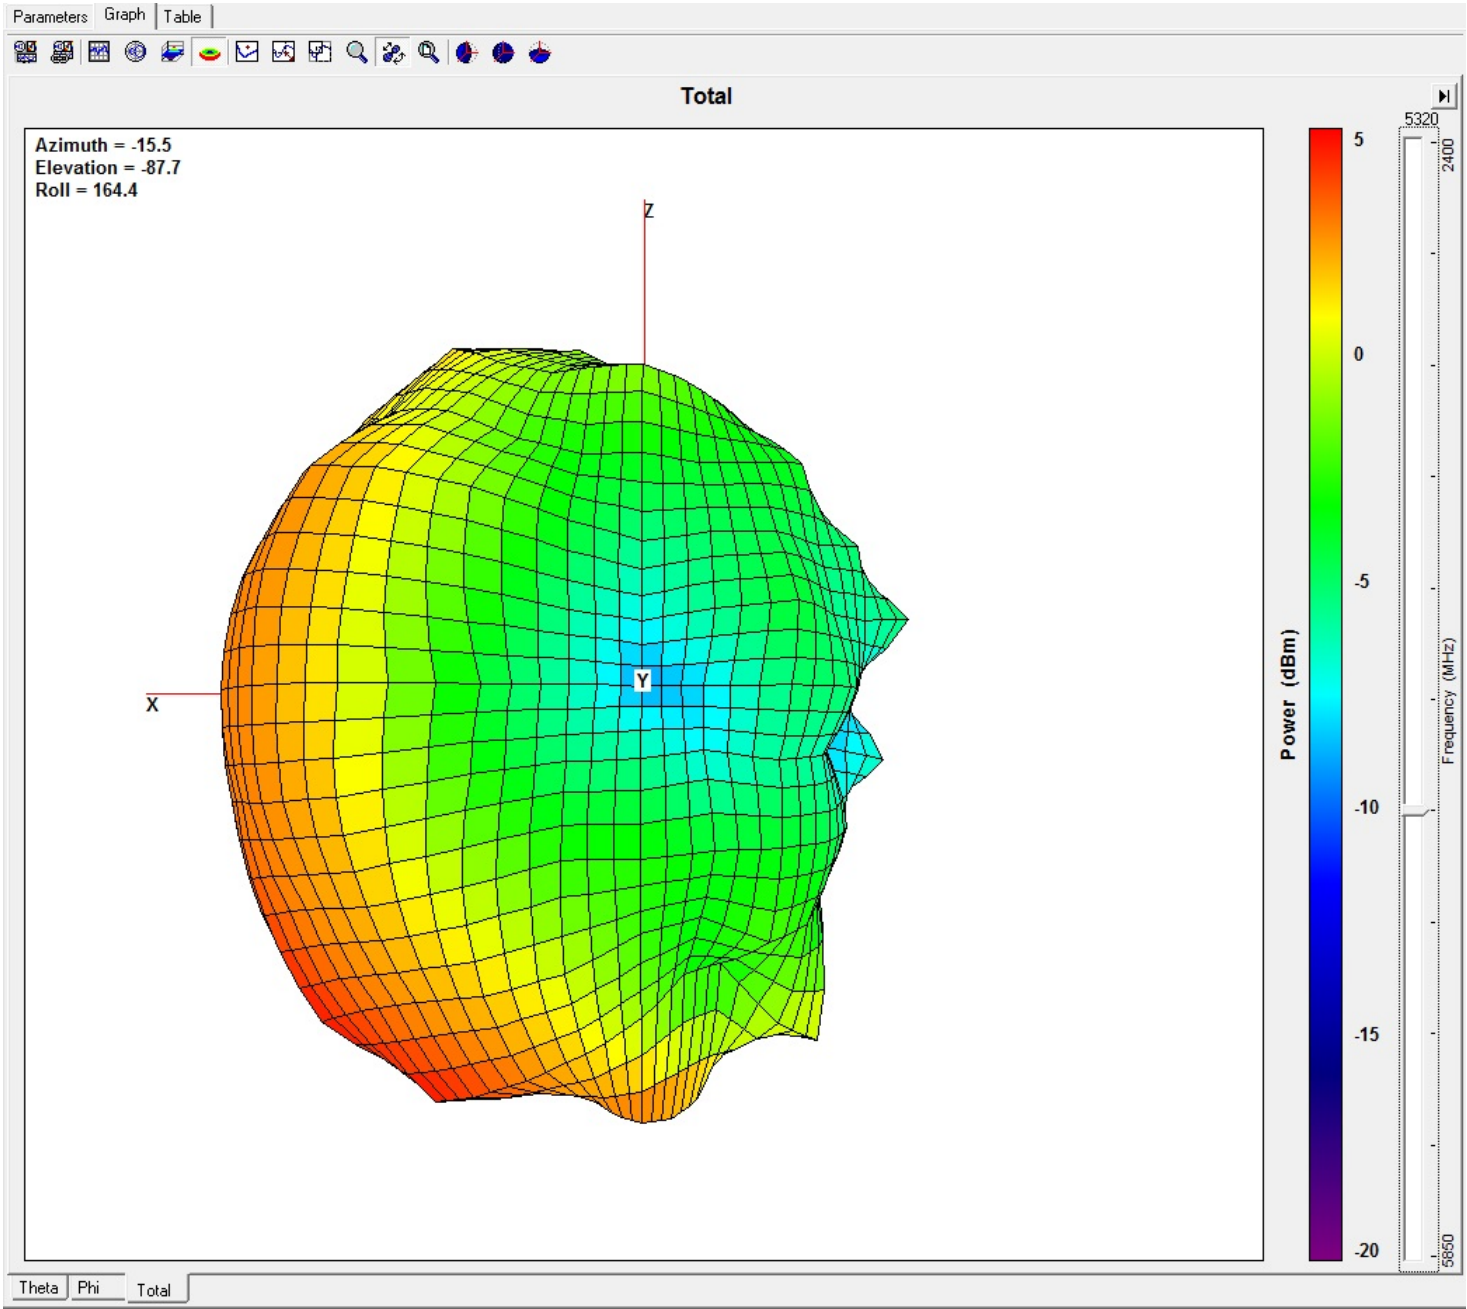 Parameters Graph Table
Total
5320
Azimuth = -15.5
Elevation = -87.7
Roll = 164.4
Z
X
Y
5
0
-5
-10
-15
-20
Power (dBm)
2400
Frequency (MHz)
5850
Theta Phi Total